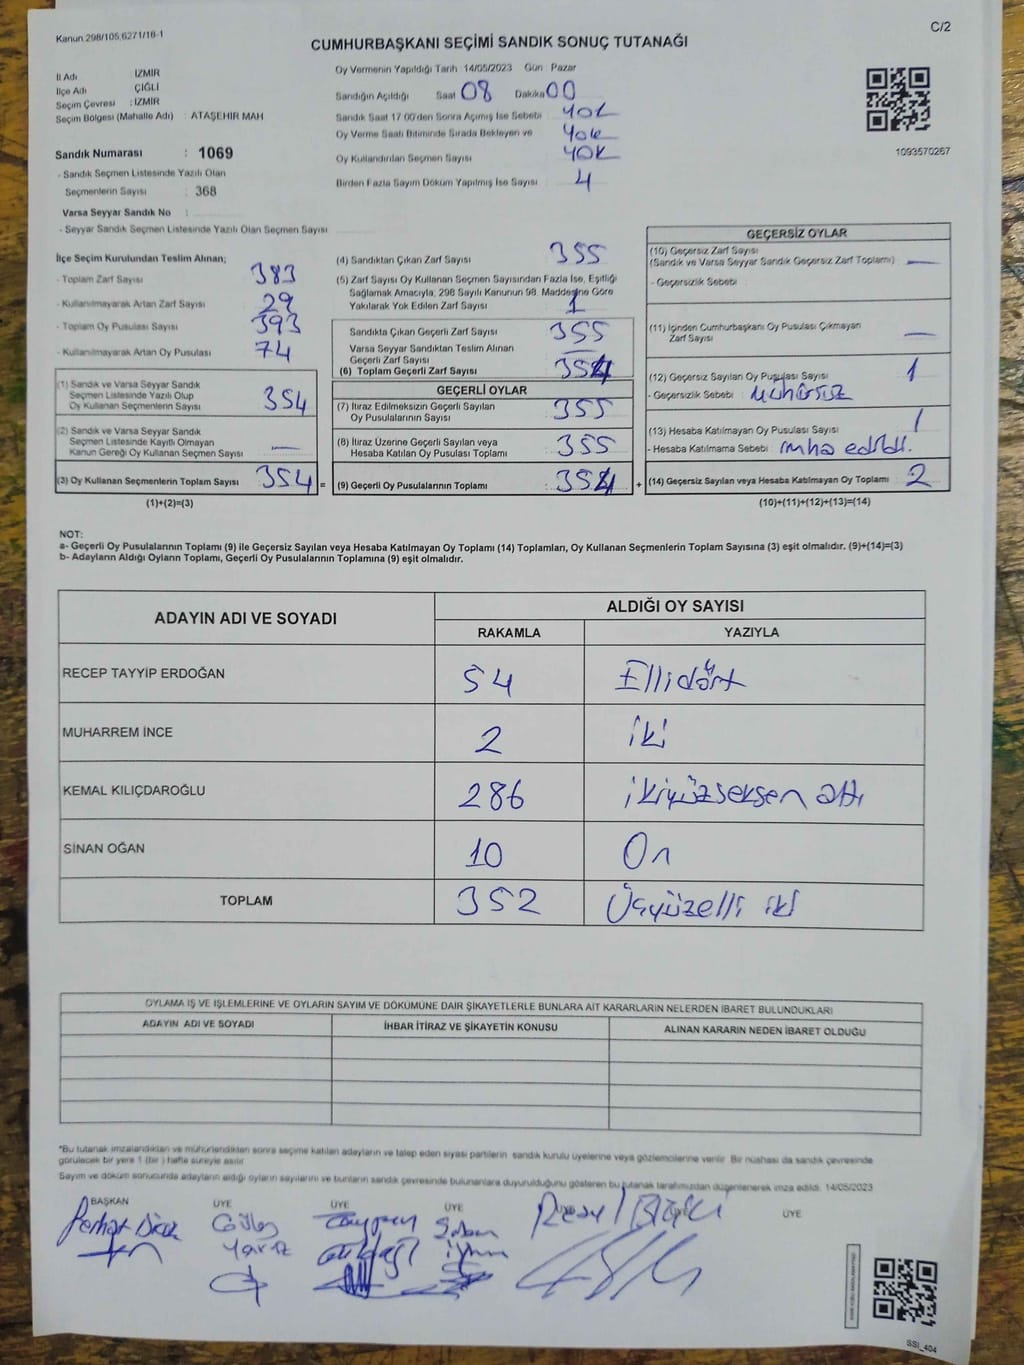 Kanun 298/105,6271/16-1
C/2
CUMHURBAŞKANI SEÇİMİ SANDIK SONUÇ TUTANAĞI
İl Adı İZMİR
İlçe Adı ÇİĞLİ
Seçim Çevresi : İZMİR
Seçim Bölgesi (Mahalle Adı) : ATAŞEHİR MAH
Sandık Numarası : 1069
- Sandık Seçmen Listesinde Yazılı Olan
Seçmenlerin Sayısı : 368
Varsa Seyyar Sandık No :
- Seyyar Sandık Seçmen Listesinde Yazılı Olan Seçmen Sayısı
Oy Vermenin Yapıldığı Tarih 14/05/2023 Gün Pazar
Sandığın Açıldığı Saat 08 Dakika 00
Sandık Saat 17.00'den Sonra Açımış İse Sebebi : yok
Oy Verme Saati Bitiminde Sırada Bekleyen ve yok
Oy Kullandırılan Seçmen Sayısı yok
Birden Fazla Sayım Döküm Yapılmış İse Sayısı : 4
1093570267
İlçe Seçim Kurulundan Teslim Alınan;
- Toplam Zarf Sayısı : 383
- Kullanılmayarak Artan Zarf Sayısı : 29
- Toplam Oy Pusulası Sayısı : 393
- Kullanılmayarak Artan Oy Pusulası : 74
(1) Sandık ve Varsa Seyyar Sandık
Seçmen Listesinde Yazılı Olup
Oy Kullanan Seçmenlerin Sayısı : 354
(2) Sandık ve Varsa Seyyar Sandık
Seçmen Listesinde Kayıtlı Olmayan
Kanun Gereği Oy Kullanan Seçmen Sayısı : —
(3) Oy Kullanan Seçmenlerin Toplam Sayısı : 354 =
(1)+(2)=(3)
(4) Sandıktan Çıkan Zarf Sayısı : 355
(5) Zarf Sayısı Oy Kullanan Seçmen Sayısından Fazla İse, Eşitliği
Sağlamak Amacıyla, 298 Sayılı Kanunun 98. Maddesine Göre
Yakılarak Yok Edilen Zarf Sayısı : 1
Sandıkta Çıkan Geçerli Zarf Sayısı : 355
Varsa Seyyar Sandıktan Teslim Alınan
Geçerli Zarf Sayısı : —
(6) Toplam Geçerli Zarf Sayısı : 354
GEÇERLİ OYLAR
(7) İtiraz Edilmeksizin Geçerli Sayılan
Oy Pusulalarının Sayısı : 355
(8) İtiraz Üzerine Geçerli Sayılan veya
Hesaba Katılan Oy Pusulası Toplamı : 355
(9) Geçerli Oy Pusulalarının Toplamı : 354 +
GEÇERSİZ OYLAR
(10) Geçersiz Zarf Sayısı
(Sandık ve Varsa Seyyar Sandık Geçersiz Zarf Toplamı) : —
- Geçersizlik Sebebi :
(11) İçinden Cumhurbaşkanı Oy Pusulası Çıkmayan
Zarf Sayısı : —
(12) Geçersiz Sayılan Oy Pusulası Sayısı : 1
- Geçersizlik Sebebi : Mühürsüz
(13) Hesaba Katılmayan Oy Pusulası Sayısı : 1
- Hesaba Katılmama Sebebi : imha edildi.
(14) Geçersiz Sayılan veya Hesaba Katılmayan Oy Toplamı : 2
(10)+(11)+(12)+(13)=(14)
NOT:
a- Geçerli Oy Pusulalarının Toplamı (9) ile Geçersiz Sayılan veya Hesaba Katılmayan Oy Toplamı (14) Toplamları, Oy Kullanan Seçmenlerin Toplam Sayısına (3) eşit olmalıdır. (9)+(14)=(3)
b- Adayların Aldığı Oyların Toplamı, Geçerli Oy Pusulalarının Toplamına (9) eşit olmalıdır.
ADAYIN ADI VE SOYADI ALDIĞI OY SAYISI
RAKAMLA YAZIYLA
RECEP TAYYİP ERDOĞAN 54 Ellidört
MUHARREM İNCE 2 iki
KEMAL KILIÇDAROĞLU 286 ikiyüzseksen altı
SİNAN OĞAN 10 On
TOPLAM 352 Üçyüzelli iki
OYLAMA İŞ VE İŞLEMLERİNE VE OYLARIN SAYIM VE DÖKÜMÜNE DAİR ŞİKAYETLERLE BUNLARA AİT KARARLARIN NELERDEN İBARET BULUNDUKLARI
ADAYIN ADI VE SOYADI İHBAR İTİRAZ VE ŞİKAYETİN KONUSU ALINAN KARARIN NEDEN İBARET OLDUĞU
*Bu tutanak imzalandıktan ve mühürlendikten sonra seçime katılan adayların ve talep eden siyasi partilerin sandık kurulu üyelerine veya gözlemcilerine verilir. Bir nüshası da sandık çevresinde
görülecek bir yere 1 (bir) hafta süreyle asılır.
Sayım ve döküm sonucunda adayların aldığı oyların sayılarını ve bunların sandık çevresinde bulunanlara duyurulduğunu gösteren bu tutanak tarafımızdan düzenlenerek imza edildi. 14/05/2023
BAŞKAN ÜYE ÜYE ÜYE ÜYE
SSI_404